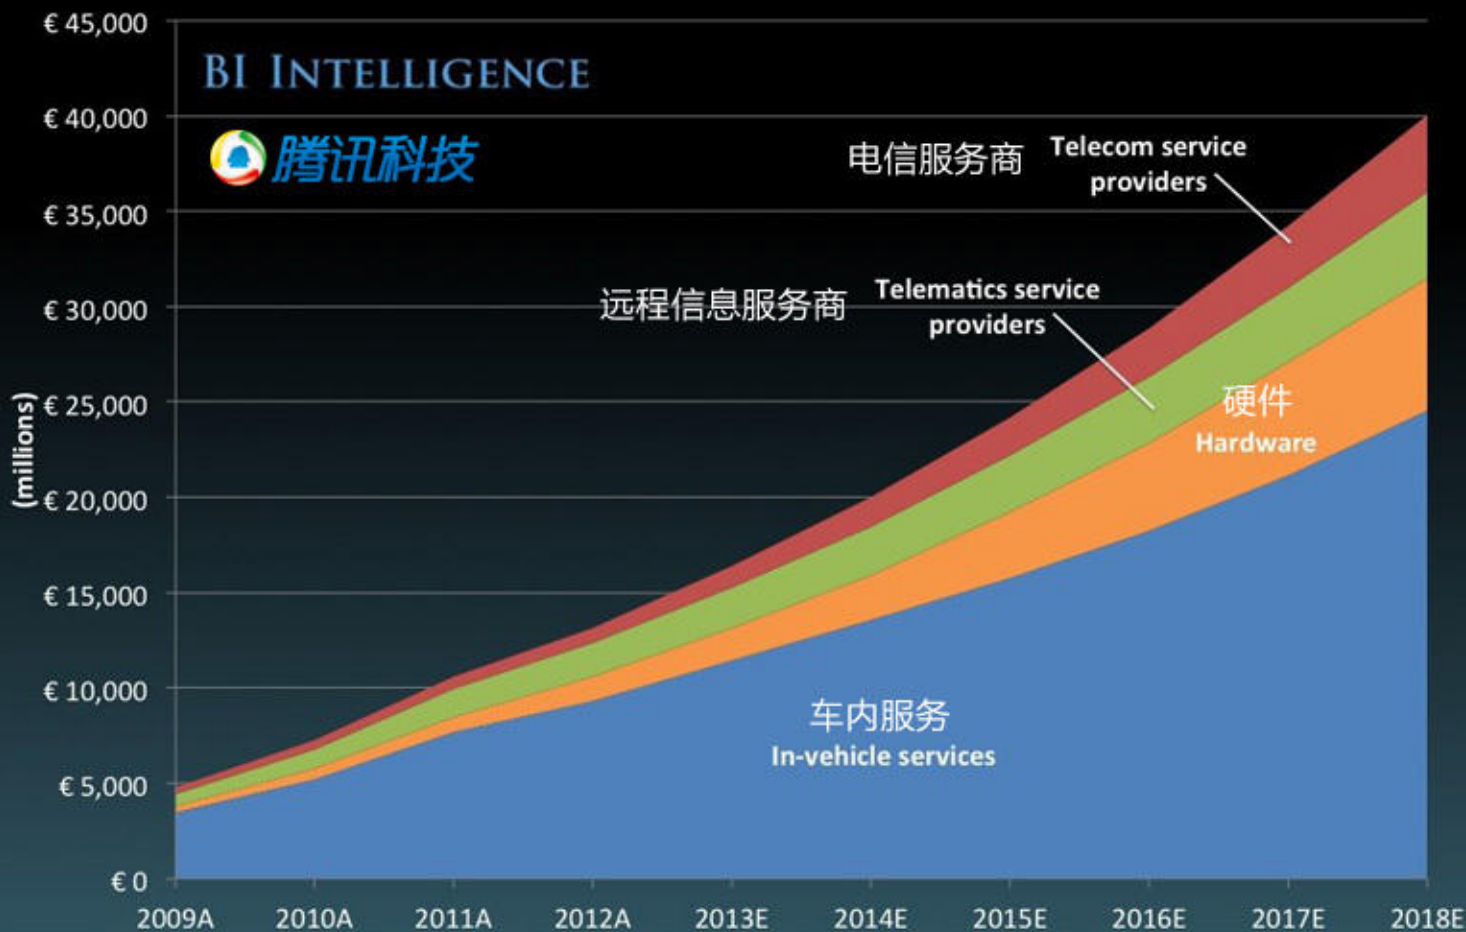 € 45,000
BI INTELLIGENCE
€ 40,000
腾讯科技
电信服务商
Telecom service
providers
€ 35,000
€ 30,000
远程信息服务商
Telematics service
providers
(millions)
€ 25,000
硬件
Hardware
€ 20,000
€ 15,000
€ 10,000
车内服务
In-vehicle services
€ 5,000
€ 0
2009A 2010A 2011A 2012A 2013E 2014E 2015E 2016E 2017E 2018E